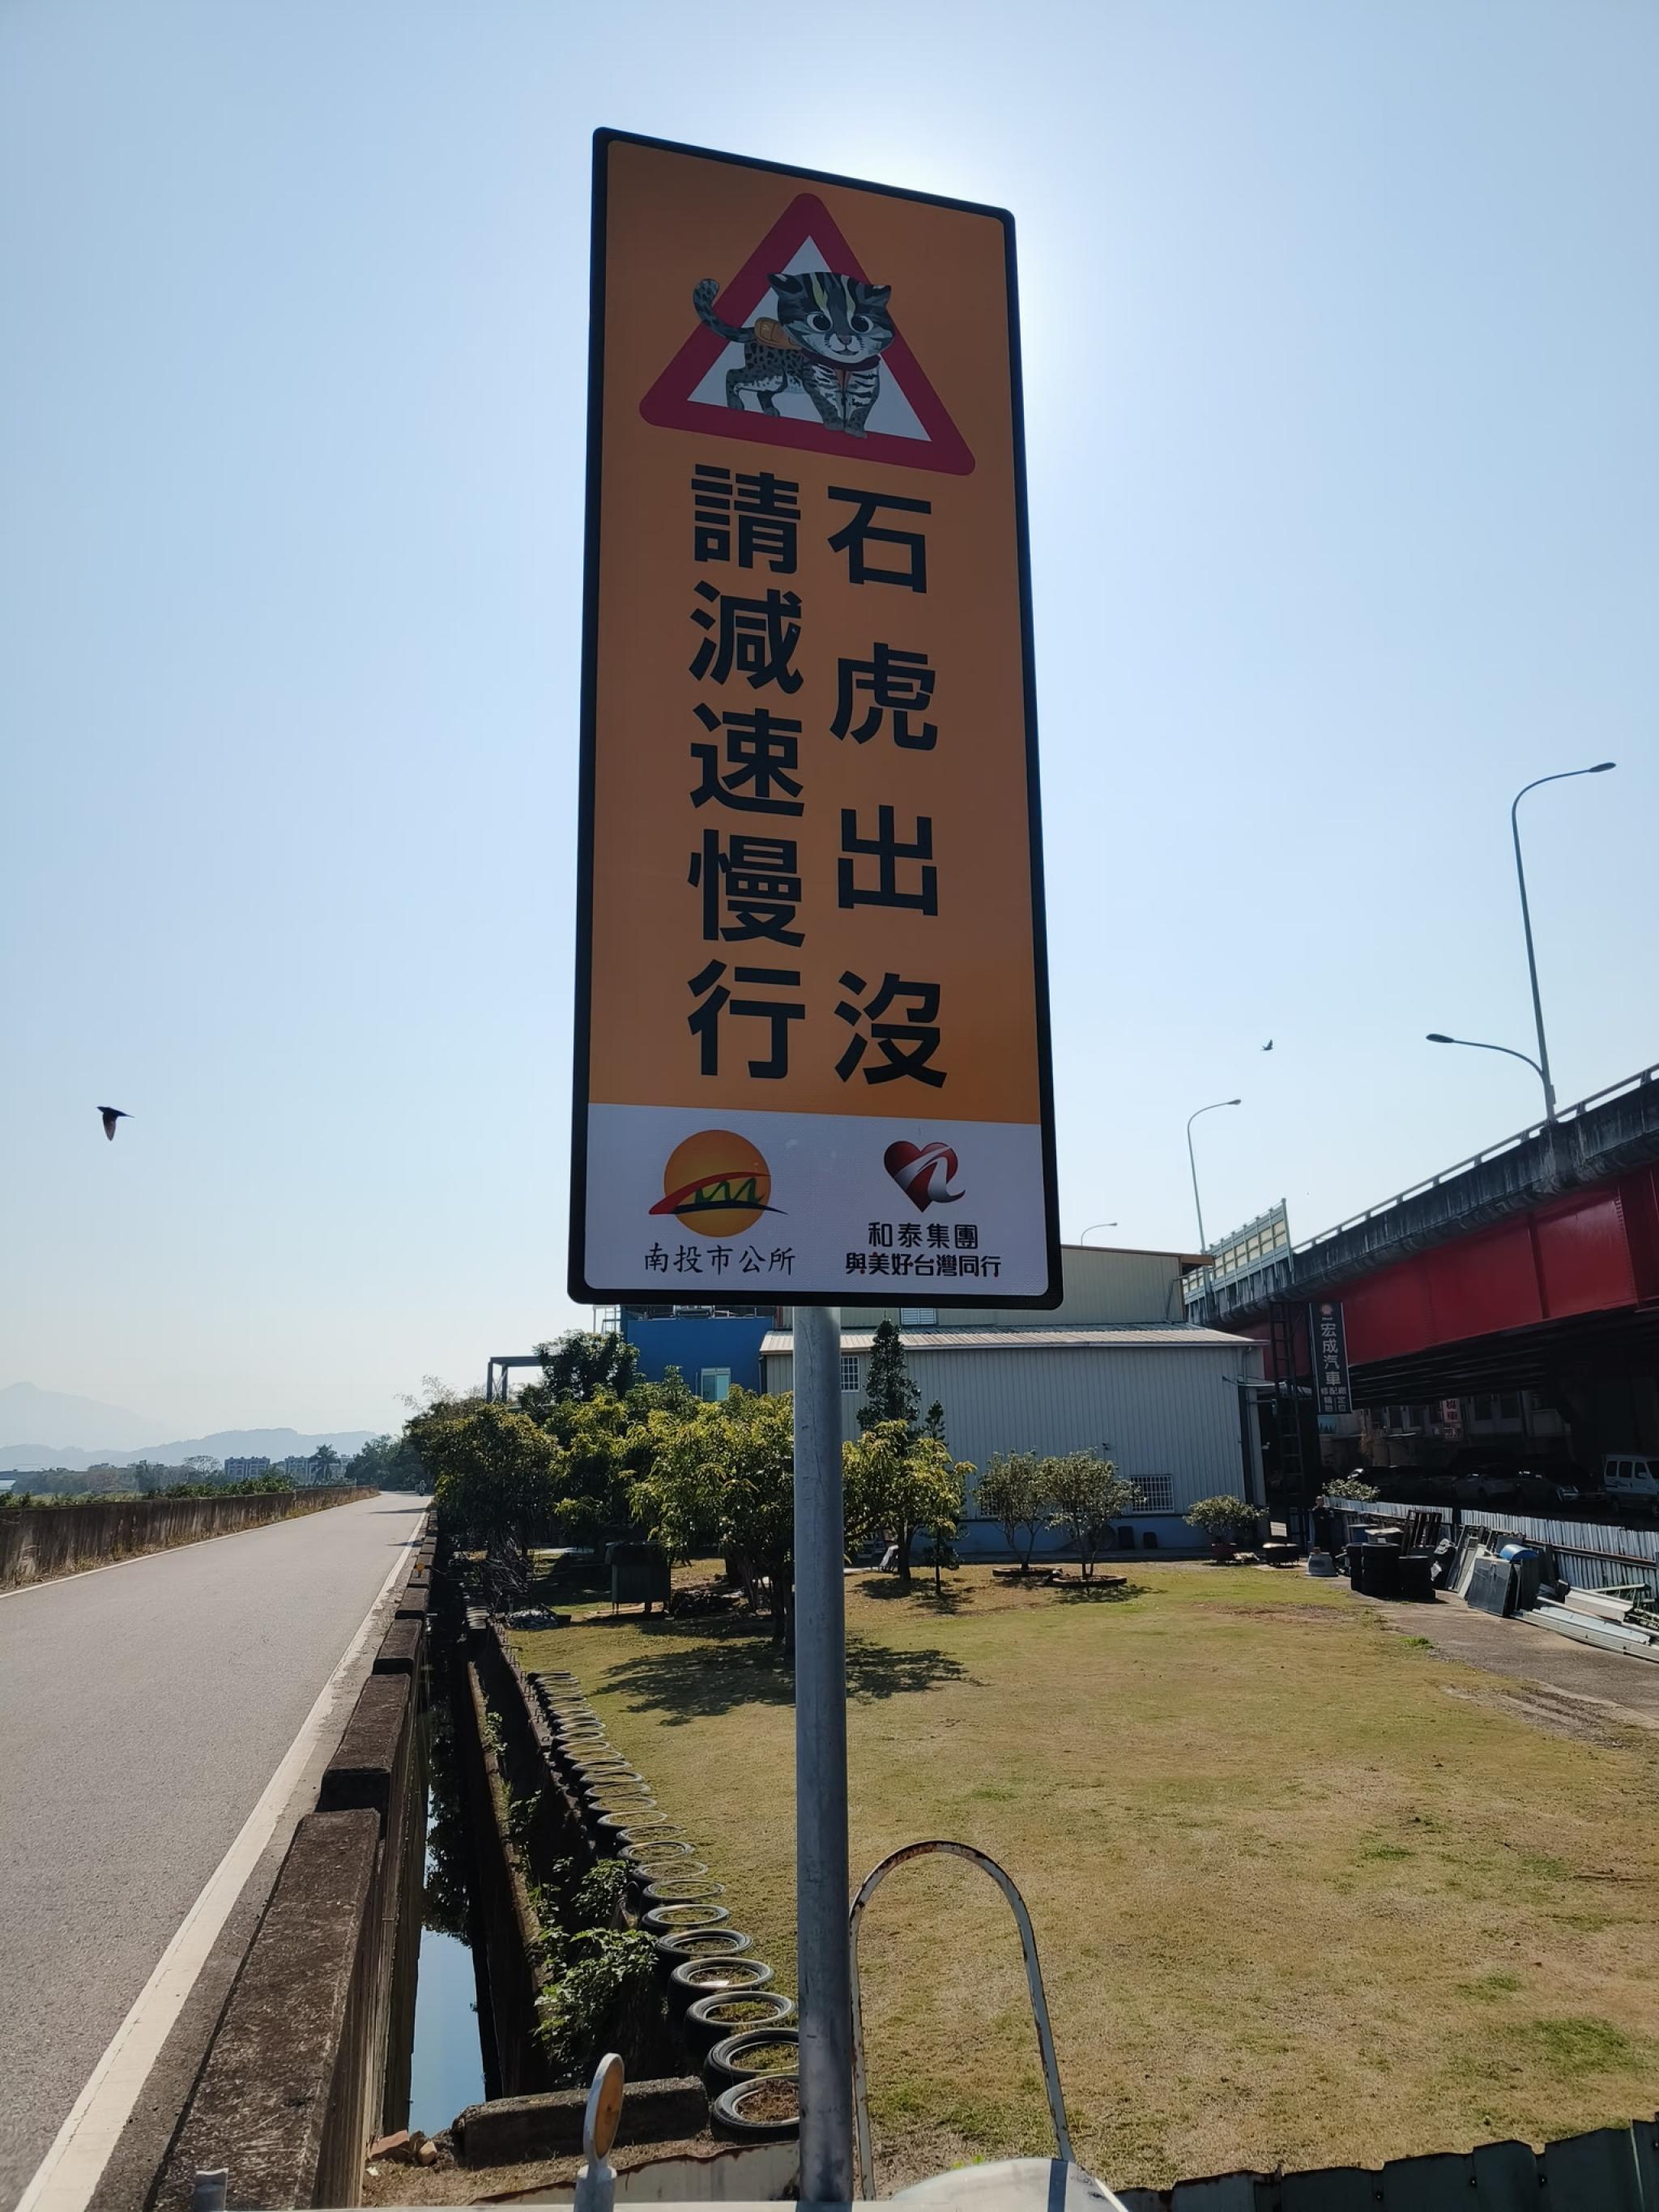 石虎出沒
請減速慢行
南投市公所
和泰集團
與美好台灣同行
宏成汽車